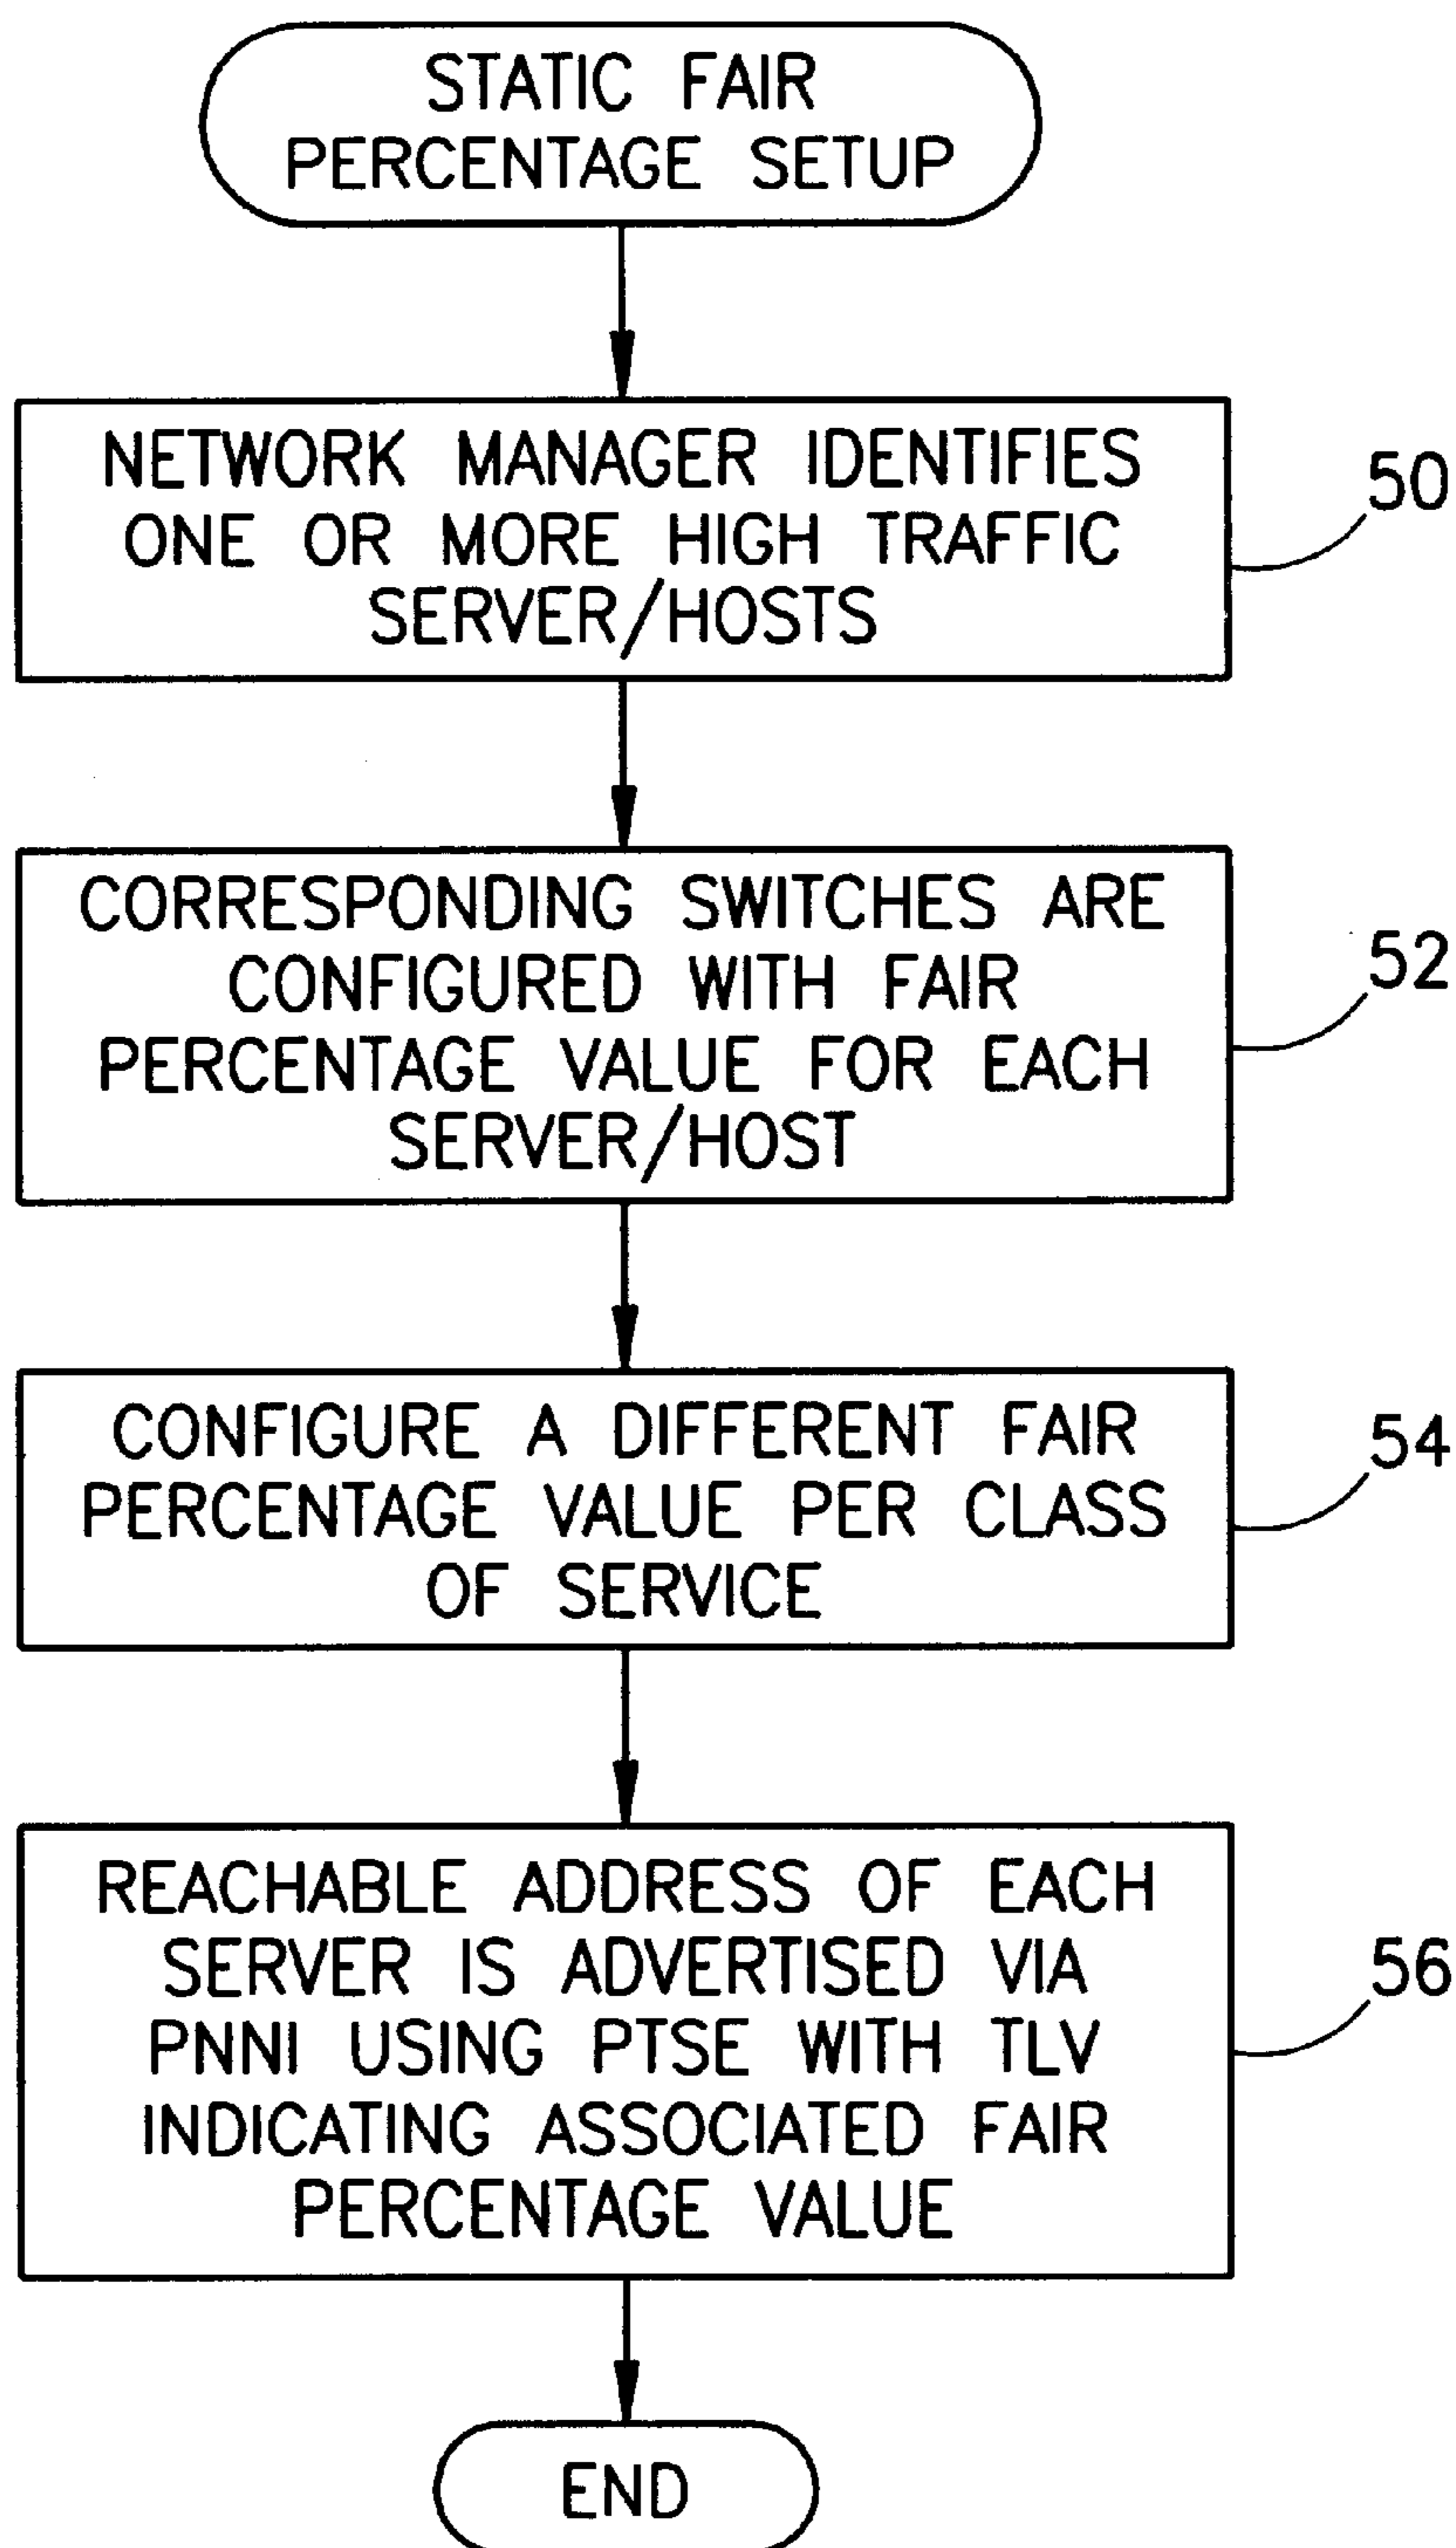 STATIC FAIR
PERCENTAGE SETUP
NETWORK MANAGER IDENTIFIES
ONE OR MORE HIGH TRAFFIC
SERVER/HOSTS
50
CORRESPONDING SWITCHES ARE
CONFIGURED WITH FAIR
PERCENTAGE VALUE FOR EACH
SERVER/HOST
52
CONFIGURE A DIFFERENT FAIR
PERCENTAGE VALUE PER CLASS
OF SERVICE
54
REACHABLE ADDRESS OF EACH
SERVER IS ADVERTISED VIA
PNNI USING PTSE WITH TLV
INDICATING ASSOCIATED FAIR
PERCENTAGE VALUE
56
END